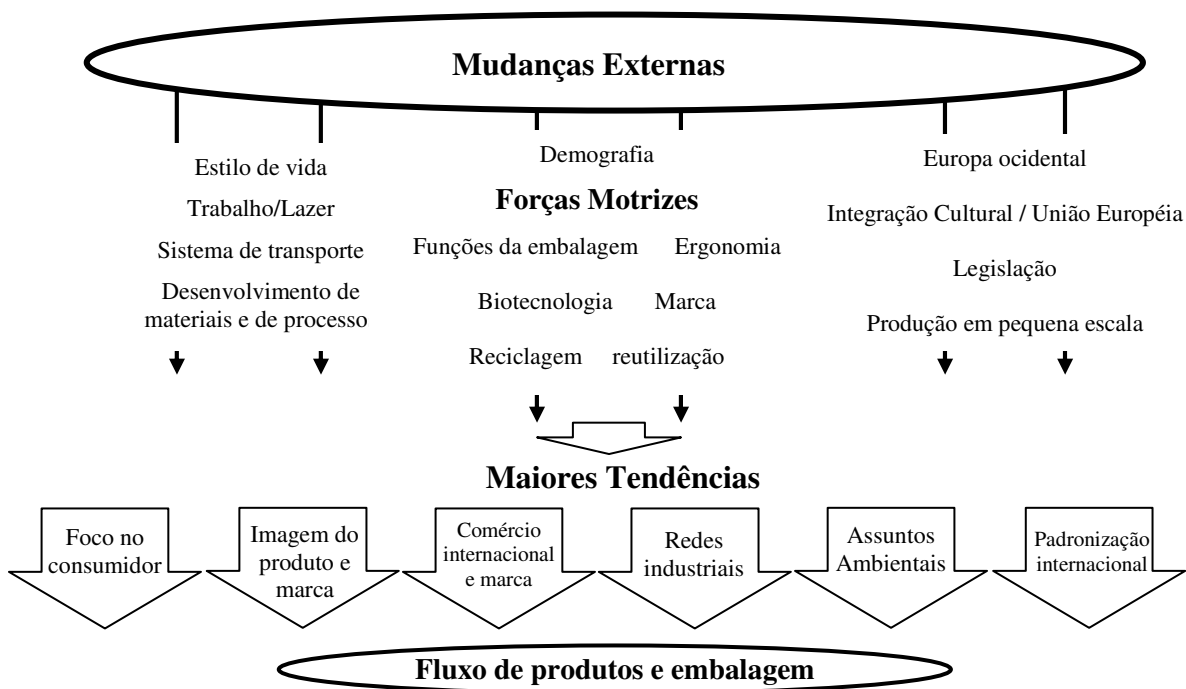 Mudanças Externas
Estilo de vida
Trabalho/Lazer
Sistema de transporte
Desenvolvimento de
materiais e de processo
Demografia
Forças Motrizes
Funções da embalagem Ergonomia
Biotecnologia Marca
Reciclagem reutilização
Europa ocidental
Integração Cultural / União Européia
Legislação
Produção em pequena escala
Maiores Tendências
Foco no
consumidor
Imagem do
produto e
marca
Comércio
internacional
e marca
Redes
industriais
Assuntos
Ambientais
Padronização
internacional
Fluxo de produtos e embalagem